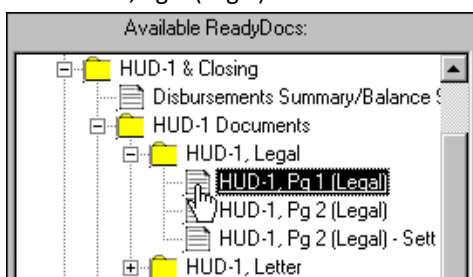 Available ReadyDocs:
HUD-1 & Closing
Disbursements Summary/Balance
HUD-1 Documents
HUD-1, Legal
HUD-1, Pg 1 (Legal)
HUD-1, Pg 2 (Legal)
HUD-1, Pg 2 (Legal) - Sett
HUD-1, Letter